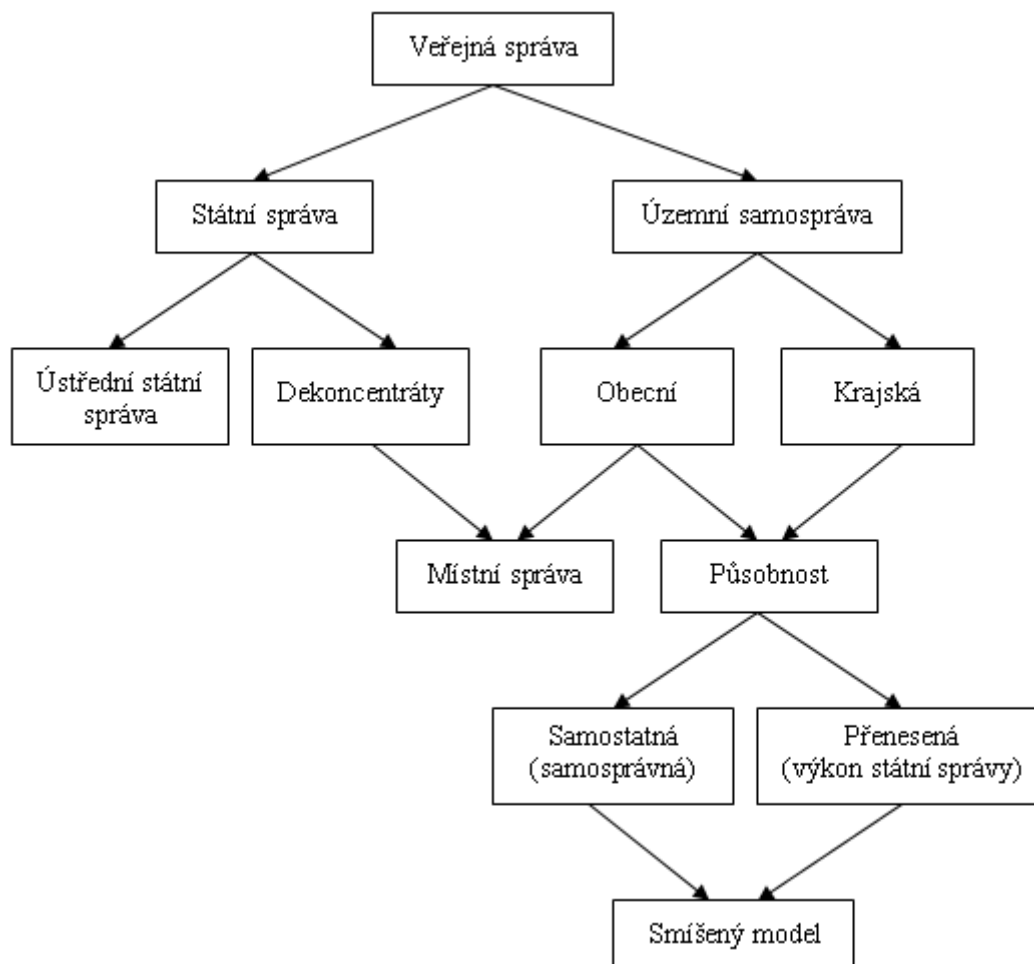 Veřejná správa
Státní správa
Územní samospráva
Ústřední státní
správa
Dekoncentráty
Obecní
Krajská
Místní správa
Působnost
Samostatná
(samosprávná)
Přenesená
(výkon státní správy)
Smíšený model